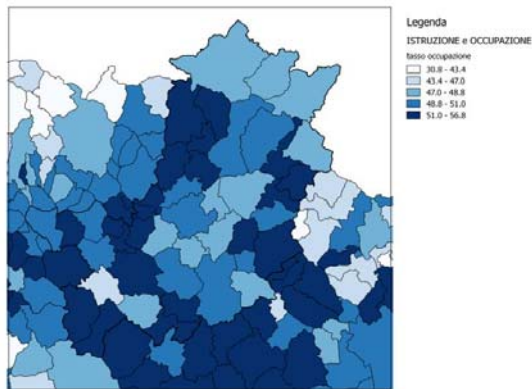 Legenda
ISTRUZIONE e OCCUPAZIONE
tasso occupazione
30.8 - 43.4
43.4 - 47.0
47.0 - 48.8
48.8 - 51.0
51.0 - 56.8